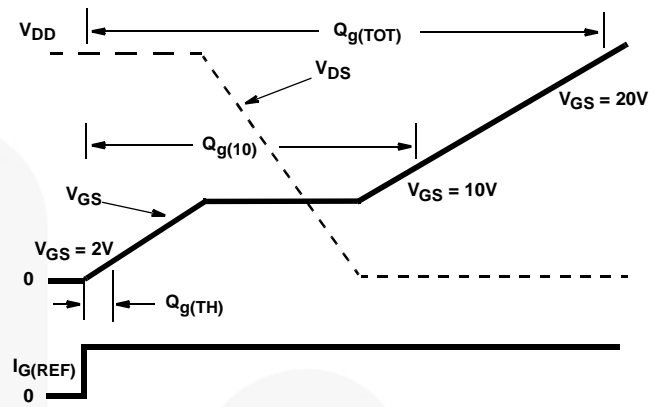 VDD
Qg(TOT)
VDS
VGS = 20V
Qg(10)
VGS
VGS = 10V
VGS = 2V
0
Qg(TH)
IG(REF)
0